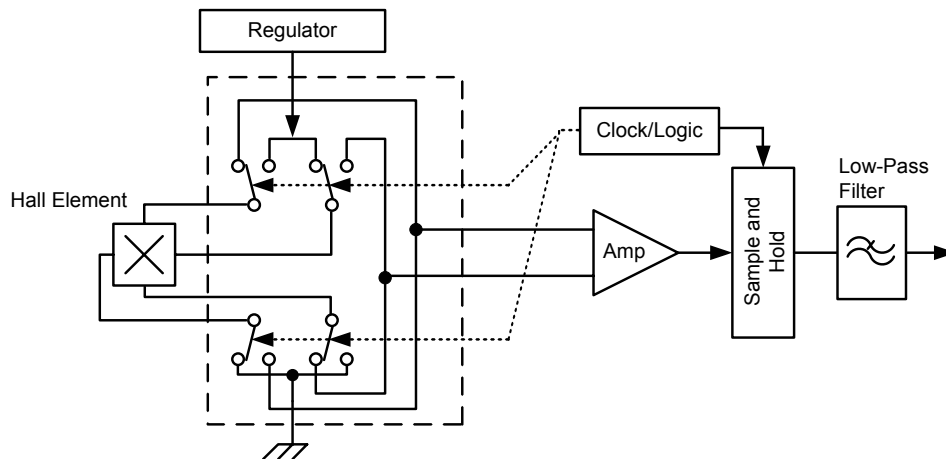 Regulator
Clock/Logic
Low-Pass
Filter
Hall Element
Amp
Sample and
Hold